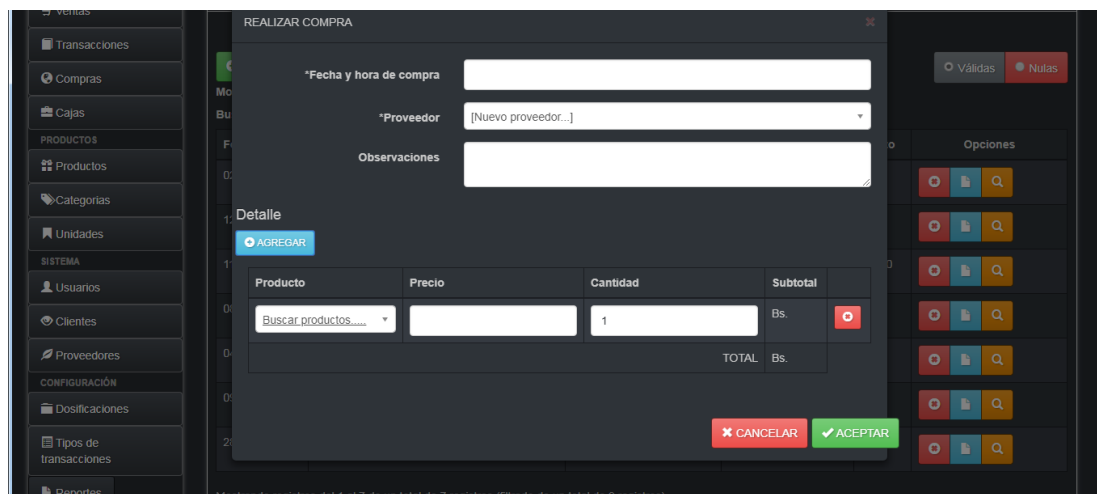 Ventas
Transacciones
Compras
Cajas
PRODUCTOS
Productos
Categorias
Unidades
SISTEMA
Usuarios
Clientes
Proveedores
CONFIGURACIÓN
Dosificaciones
Tipos de
transacciones
Reportes
REALIZAR COMPRA
*Fecha y hora de compra
*Proveedor [Nuevo proveedor...]
Observaciones
Detalle
AGREGAR
Producto Precio Cantidad Subtotal
Buscar productos..... 1 Bs.
TOTAL Bs.
CANCELAR ACEPTAR
Válidas Nulas
Opciones